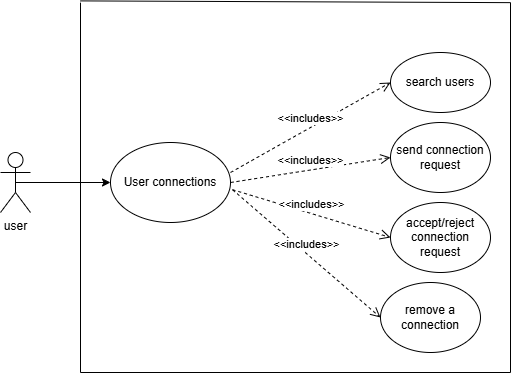 search users
<<includes>>
send connection
request
<<includes>>
User connections
<<includes>>
accept/reject
connection
request
user
<<includes>>
remove a
connection